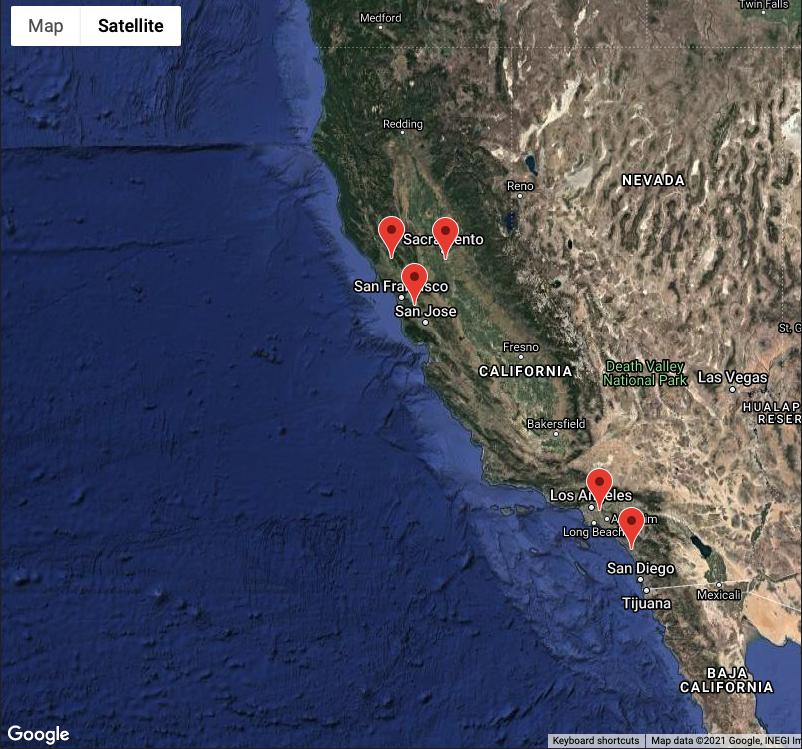 Medford
Twin Falls
Map Satellite
Redding
NEVADA
Reno
Sacramento
San Francisco
San Jose
St. G
Fresno
CALIFORNIA
Death Valley
National Park
Las Vegas
HUALAP
RESER
Bakersfield
Los Angeles
Anaheim
Long Beach
San Diego
Mexicali
Tijuana
BAJA
CALIFORNIA
Google
Keyboard shortcuts Map data ©2021 Google, INEGI Im